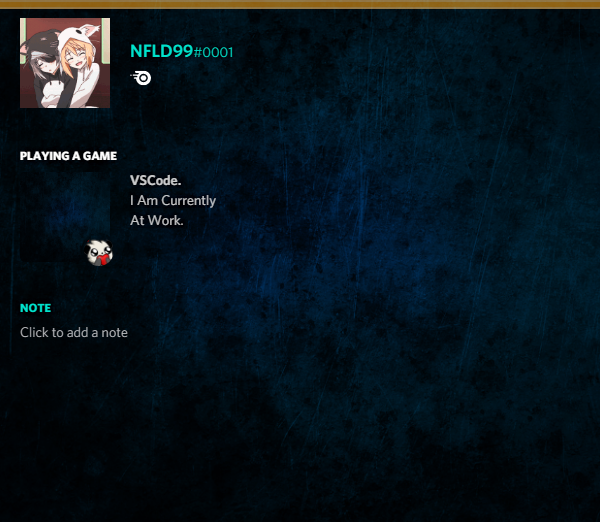 NFLD99#0001
PLAYING A GAME
VSCode.
I Am Currently
At Work.
NOTE
Click to add a note